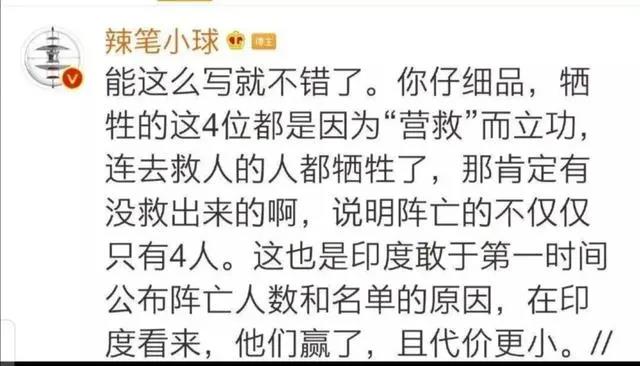 辣笔小球 博主
能这么写就不错了。你仔细品，牺
牲的这4位都是因为“营救”而立功，
连去救人的人都牺牲了，那肯定有
没救出来的啊，说明阵亡的不仅仅
只有4人。这也是印度敢于第一时间
公布阵亡人数和名单的原因，在印
度看来，他们赢了，且代价更小。//